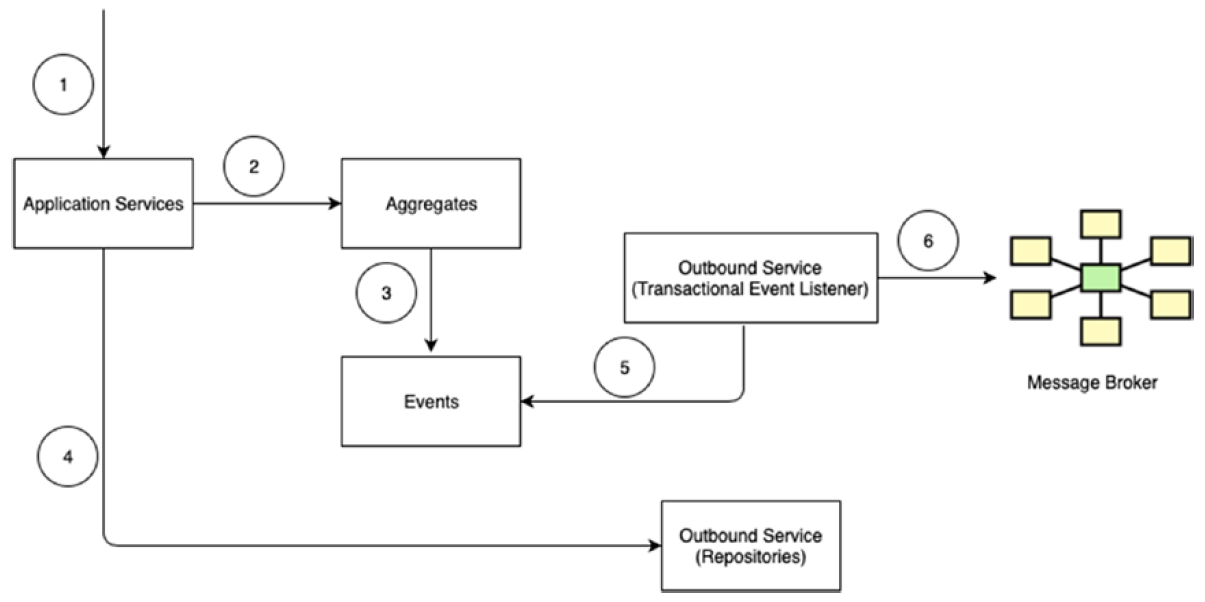 1
2
Application Services
Aggregates
3
Outbound Service
(Transactional Event Listener)
6
5
Events
Message Broker
4
Outbound Service
(Repositories)